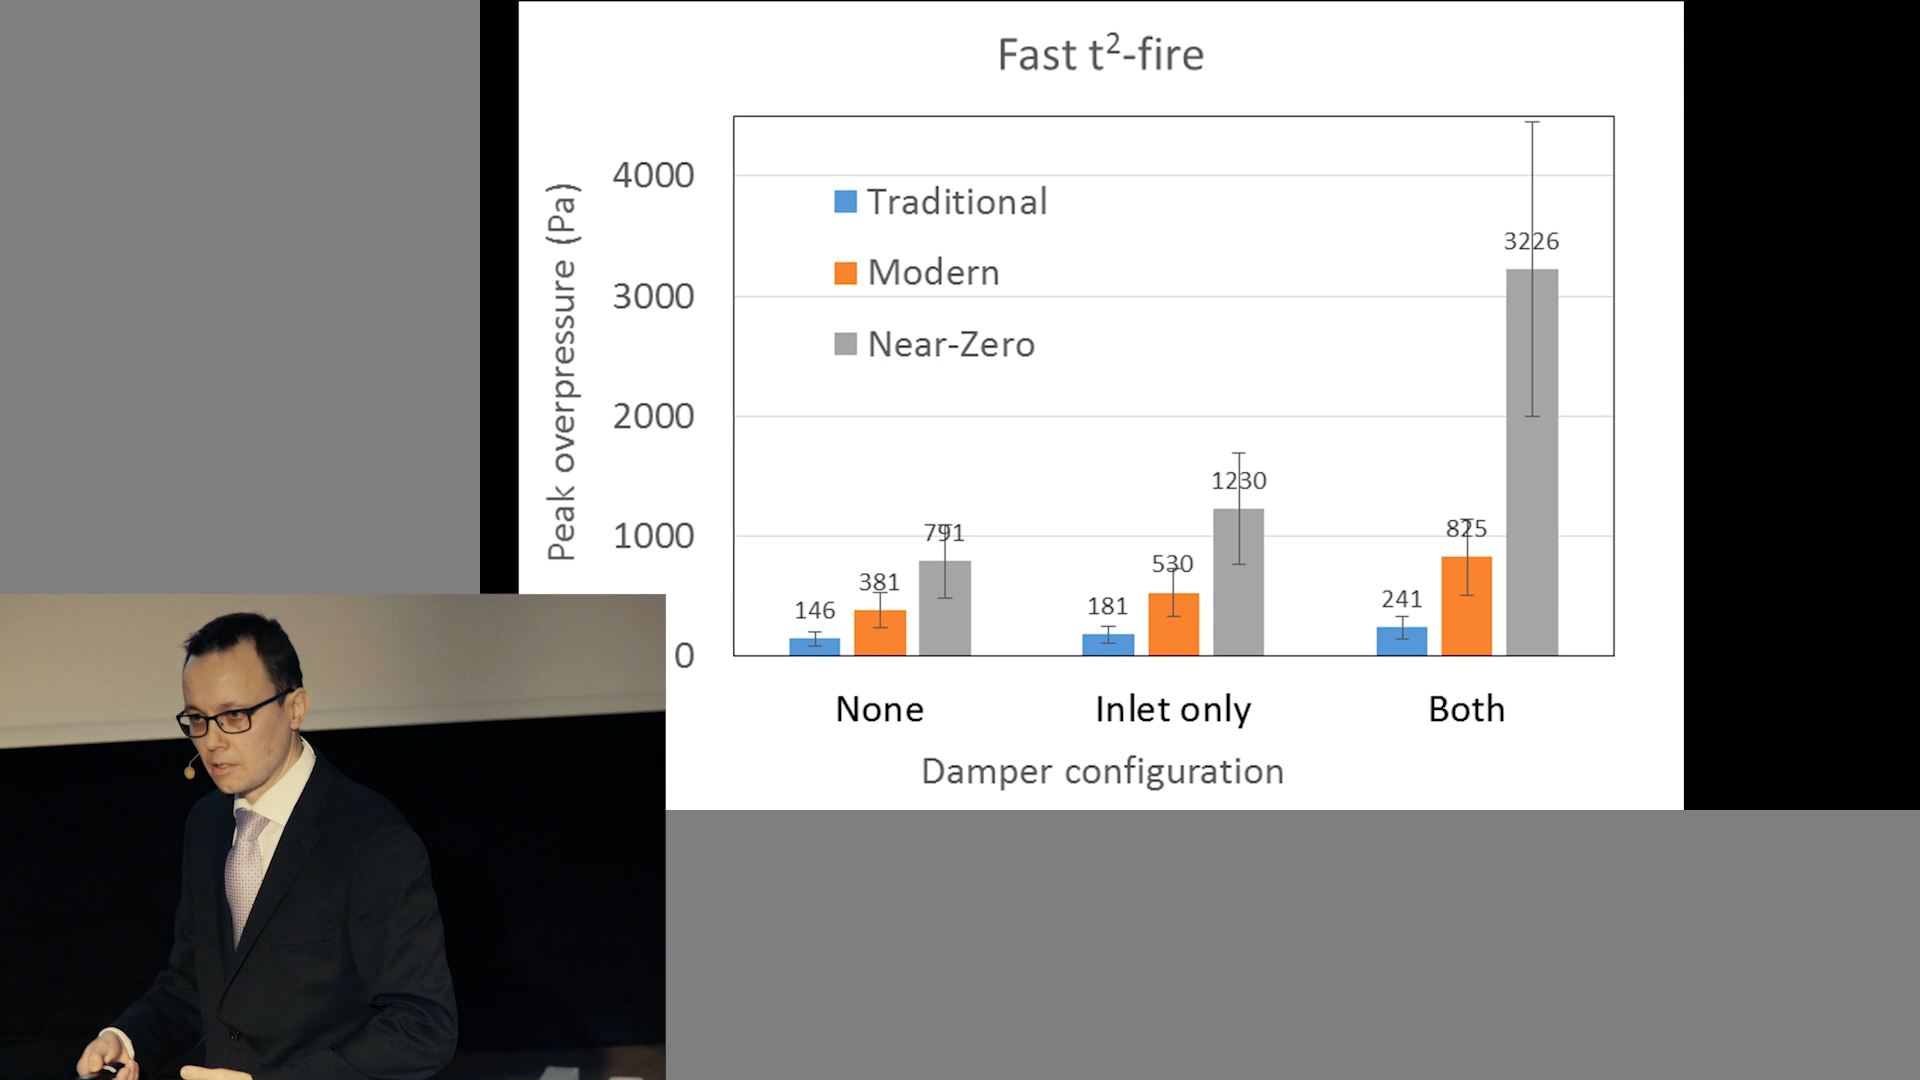 Fast t²-fire
Peak overpressure (Pa)
4000
3000
2000
1000
0
Traditional
Modern
Near-Zero
146
381
791
181
530
1230
241
825
3226
None
Inlet only
Both
Damper configuration